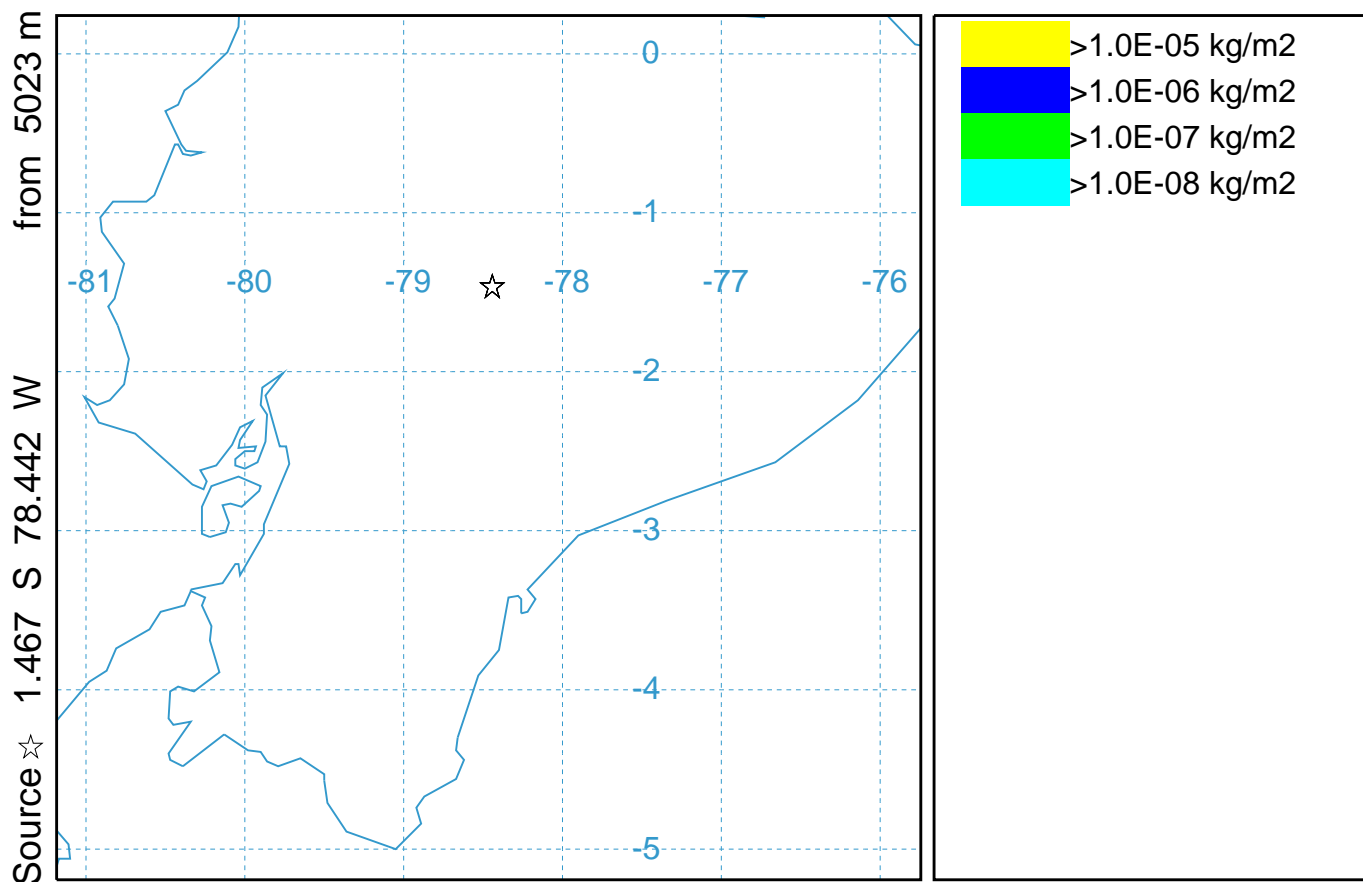 Source ☆ 1.467 S 78.442 W from 5023 m
0
-1
-81 -80 -79 -78 -77 -76
-2
-3
-4
-5
>1.0E-05 kg/m2
>1.0E-06 kg/m2
>1.0E-07 kg/m2
>1.0E-08 kg/m2